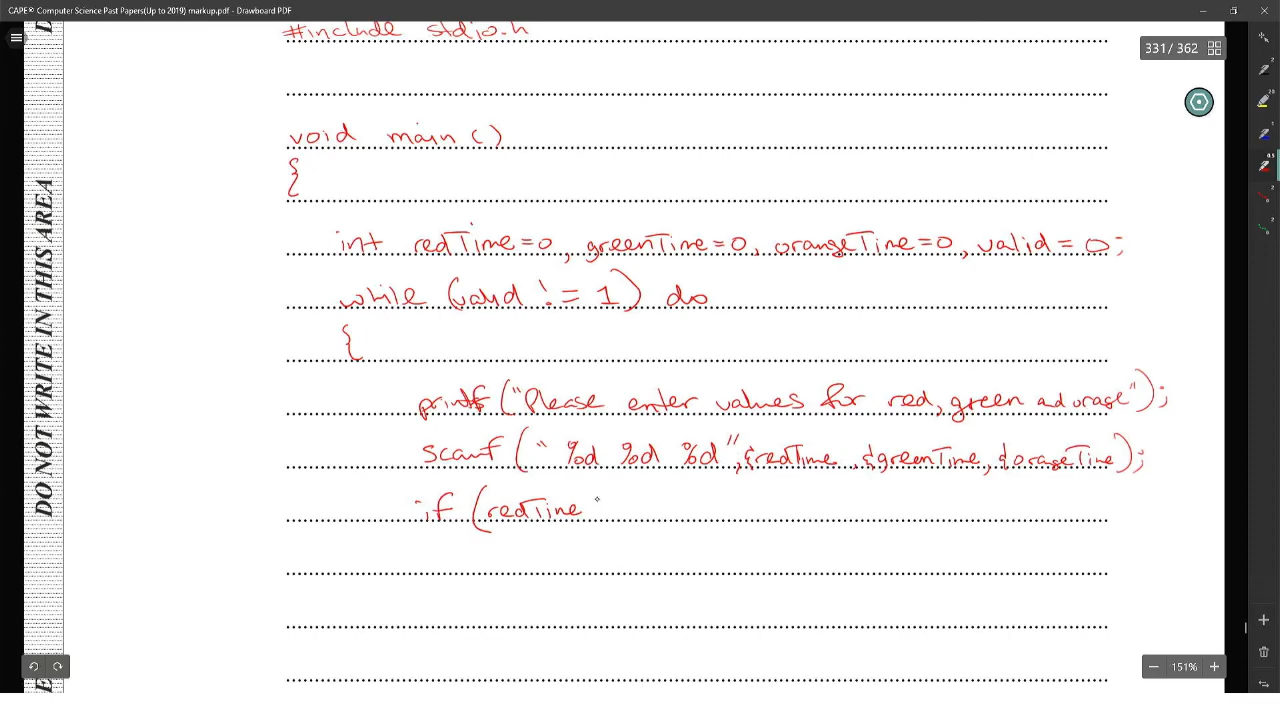 CAPE® Computer Science Past Papers(Up to 2019) markup.pdf - Drawboard PDF
331 / 362
#include stdio.h
void main ()
{
int redTime = 0, greenTime = 0, orangeTime = 0, valid = 0;
while (valid != 1) do
{
printf ("Please enter values for red, green and orage");
scanf ("%d %d %d", &redTime, &greenTime, &orangeTime);
if (redTime
DO NOT WRITE IN THIS AREA
151%